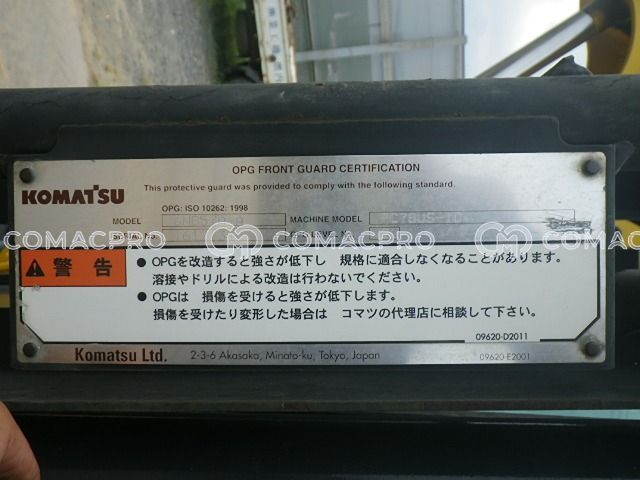 OPG FRONT GUARD CERTIFICATION
This protective guard was provided to comply with the following standard.
KOMATSU
OPG: ISO 10262: 1998
MODEL MACHINE MODEL PC78US-10
SERIAL NO.
COMACPRO COMACPRO COMACPRO COMACPRO
警告
● OPGを改造すると強さが低下し 規格に適合しなくなることがあります。
溶接やドリルによる改造は行わないでください。
● OPGは 損傷を受けると強さが低下します。
損傷を受けたり変形した場合は コマツの代理店に相談して下さい。
09620-D2011
Komatsu Ltd. 2-3-6 Akasaka, Minato-ku, Tokyo, Japan 09620-E2001